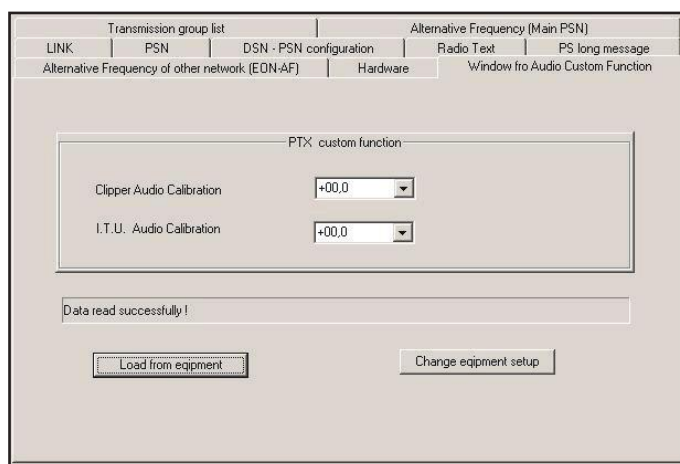 Transmission group list
Alternative Frequency (Main PSN)
LINK
PSN
DSN - PSN configuration
Radio Text
PS long message
Alternative Frequency of other network (EON-AF)
Hardware
Window fro Audio Custom Function
PTX custom function
Clipper Audio Calibration
+00,0
I.T.U. Audio Calibration
+00,0
Data read successfully !
Load from eqipment
Change eqipment setup